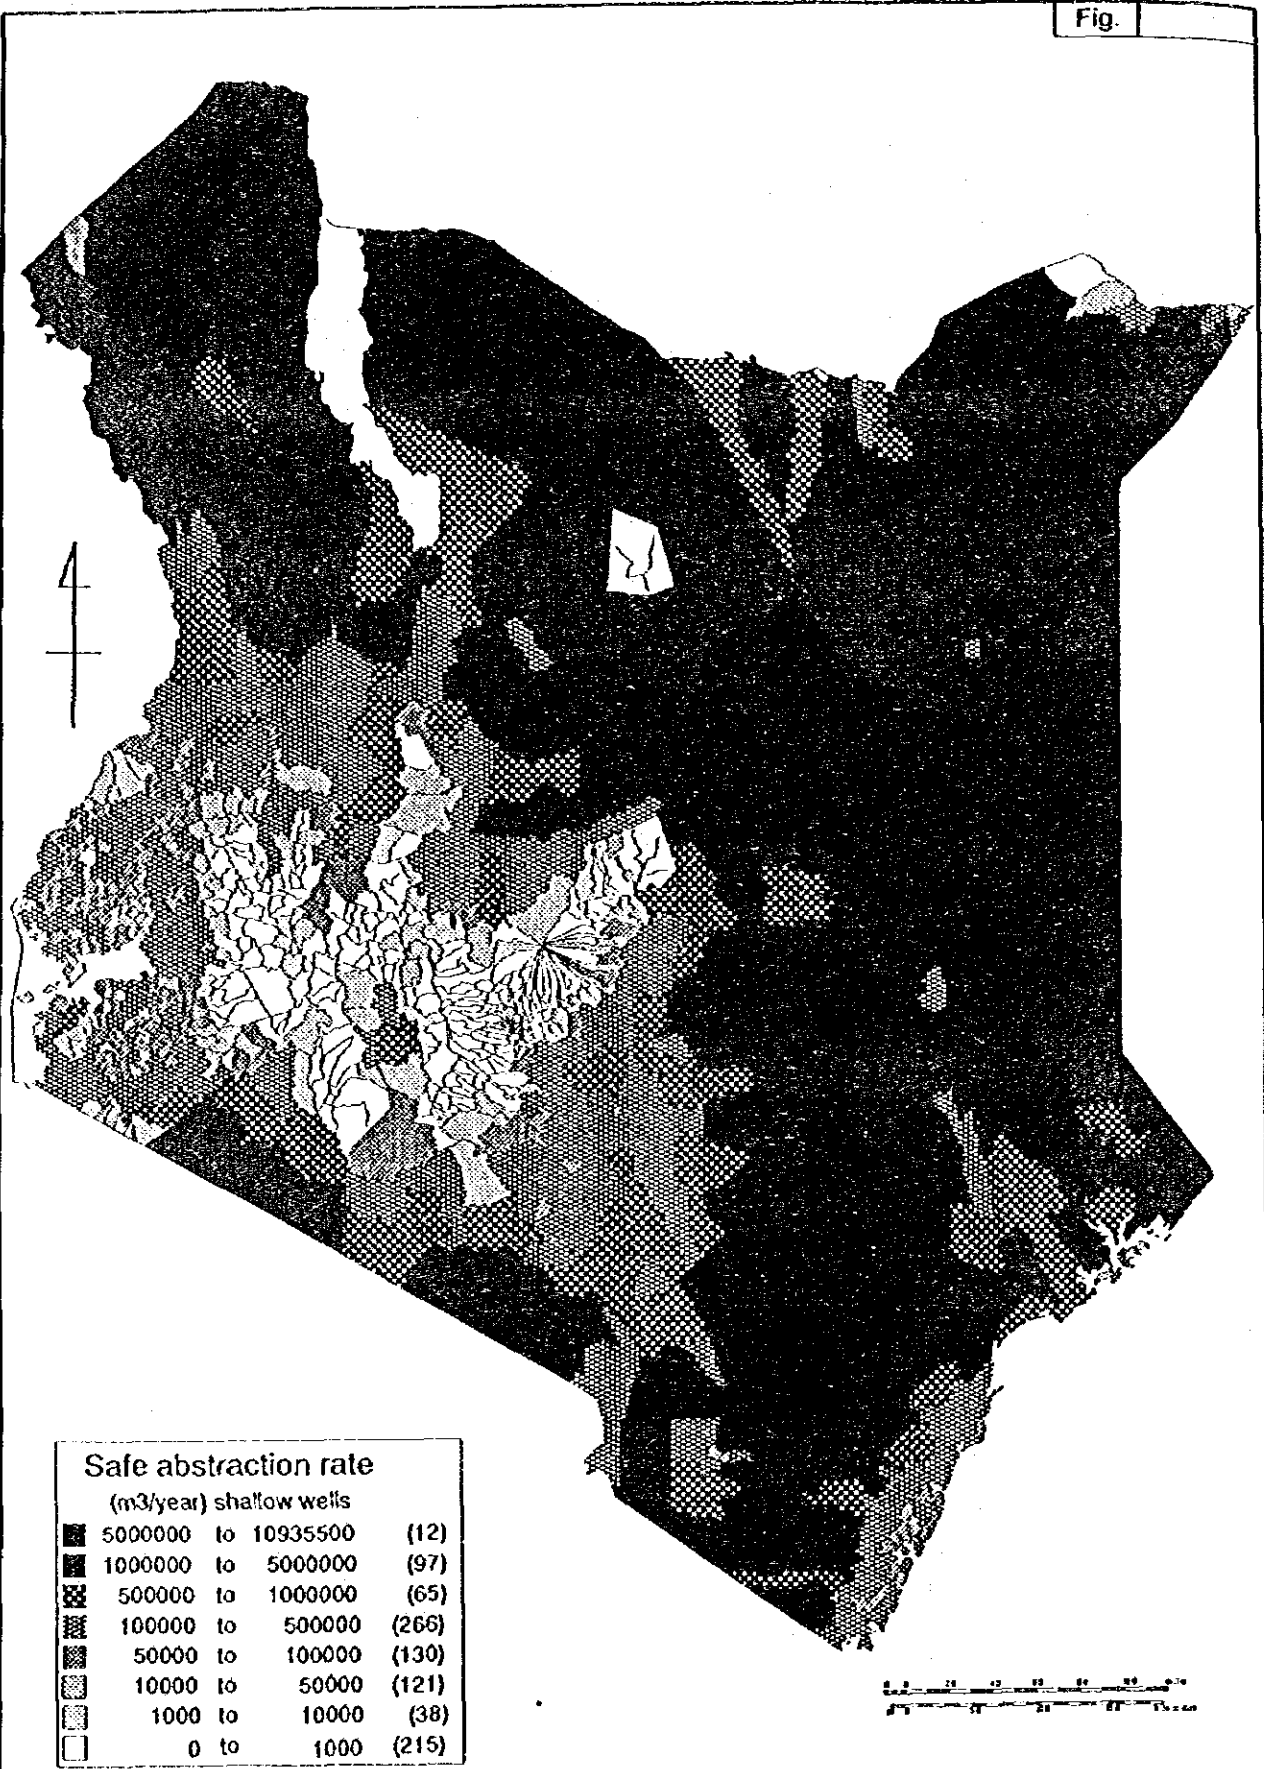 Fig.
Safe abstraction rate
(m3/year) shallow wells
5000000 to 10935500 (12)
1000000 to 5000000 (97)
500000 to 1000000 (65)
100000 to 500000 (266)
50000 to 100000 (130)
10000 to 50000 (121)
1000 to 10000 (38)
0 to 1000 (215)